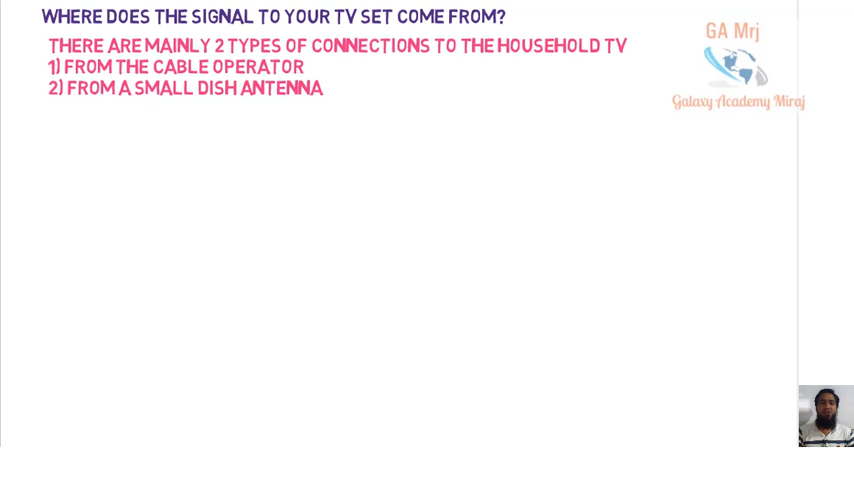 WHERE DOES THE SIGNAL TO YOUR TV SET COME FROM?
THERE ARE MAINLY 2 TYPES OF CONNECTIONS TO THE HOUSEHOLD TV
1) FROM THE CABLE OPERATOR
2) FROM A SMALL DISH ANTENNA
GA Mrj
Galaxy Academy Miraj